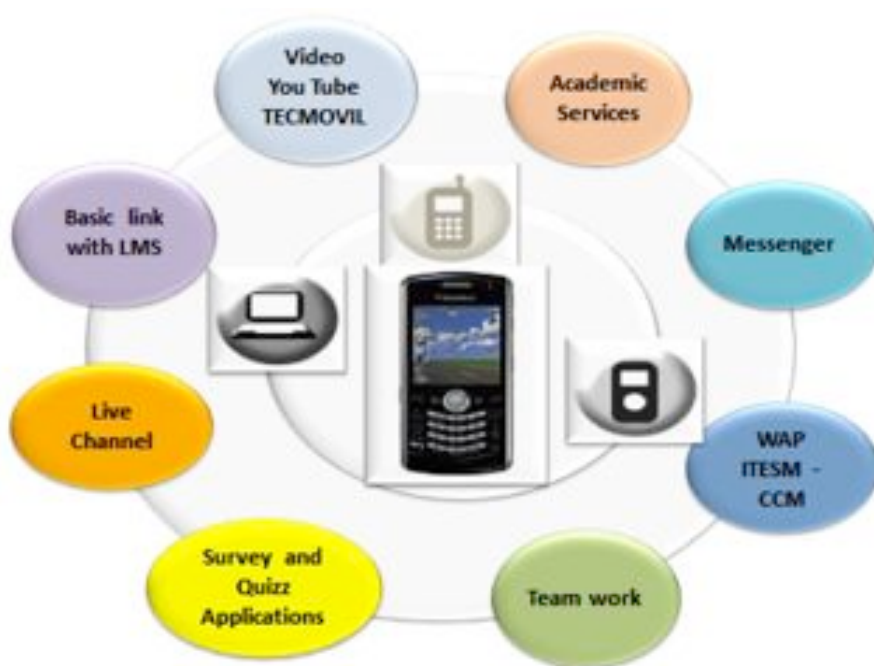 Video
You Tube
TECMOVIL
Academic
Services
Basic link
with LMS
Messenger
Live
Channel
WAP
ITESM -
CCM
Survey and
Quizz
Applications
Team work